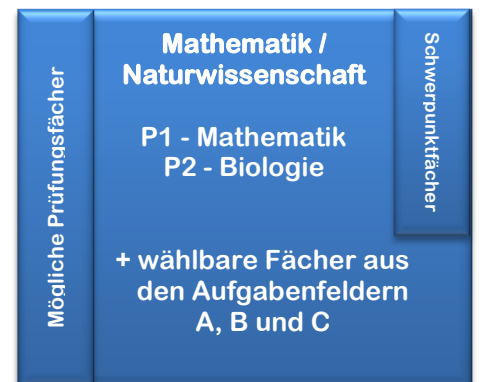 Mögliche Prüfungsfächer
Mathematik /
Naturwissenschaft
P1 - Mathematik
P2 - Biologie
+ wählbare Fächer aus
den Aufgabenfeldern
A, B und C
Schwerpunktfächer